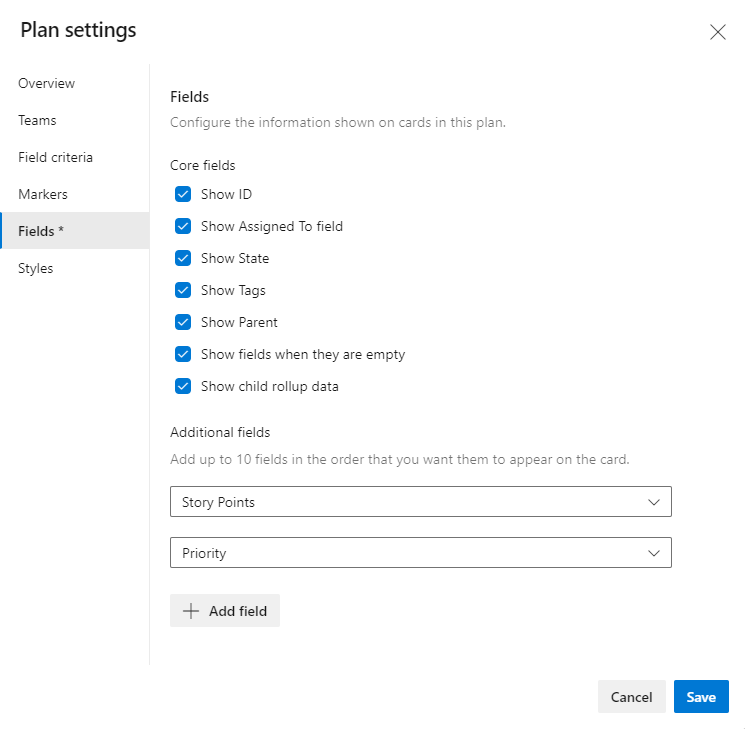 Plan settings
Overview
Teams
Field criteria
Markers
Fields *
Styles
Fields
Configure the information shown on cards in this plan.
Core fields
Show ID
Show Assigned To field
Show State
Show Tags
Show Parent
Show fields when they are empty
Show child rollup data
Additional fields
Add up to 10 fields in the order that you want them to appear on the card.
Story Points
Priority
Add field
Cancel
Save